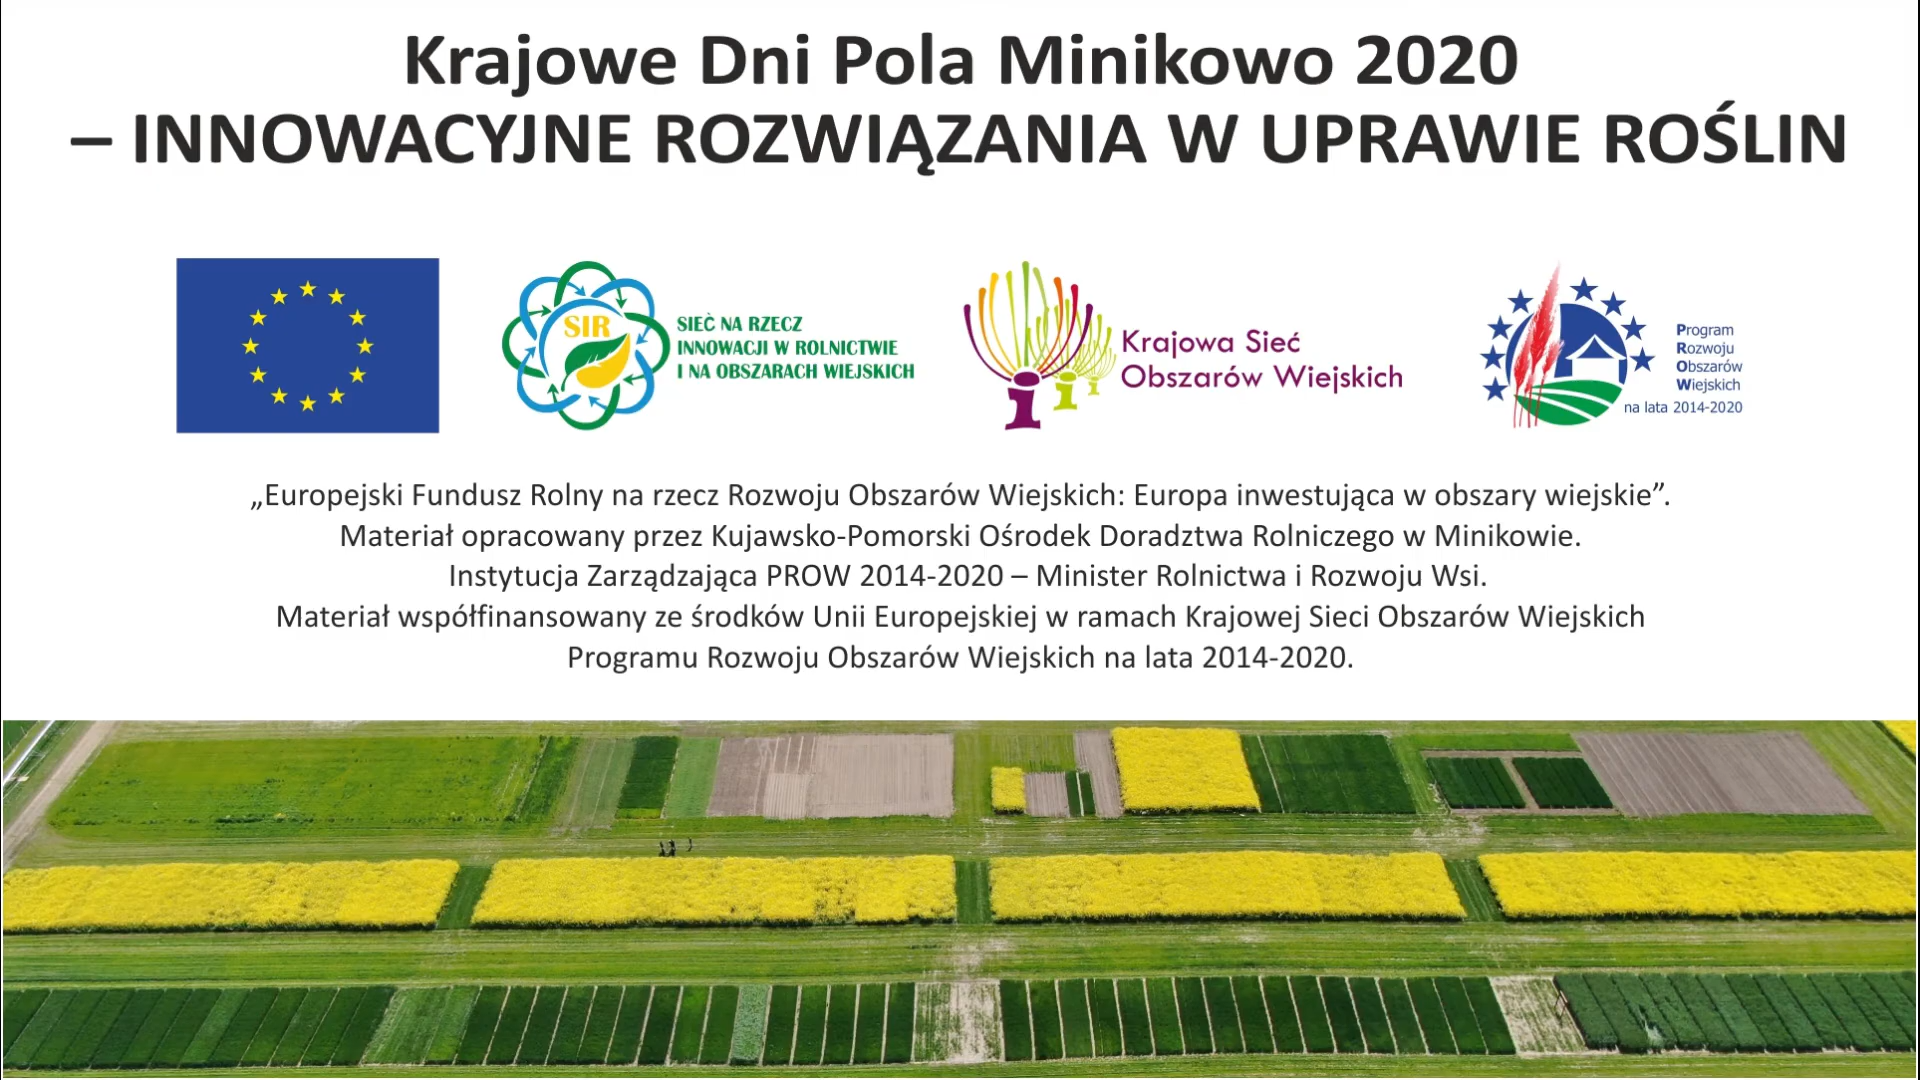 Krajowe Dni Pola Minikowo 2020
– INNOWACYJNE ROZWIĄZANIA W UPRAWIE ROŚLIN
SIR
SIEĆ NA RZECZ
INNOWACJI W ROLNICTWIE
I NA OBSZARACH WIEJSKICH
Krajowa Sieć
Obszarów Wiejskich
Program
Rozwoju
Obszarów
Wiejskich
na lata 2014-2020
„Europejski Fundusz Rolny na rzecz Rozwoju Obszarów Wiejskich: Europa inwestująca w obszary wiejskie”.
Materiał opracowany przez Kujawsko-Pomorski Ośrodek Doradztwa Rolniczego w Minikowie.
Instytucja Zarządzająca PROW 2014-2020 – Minister Rolnictwa i Rozwoju Wsi.
Materiał współfinansowany ze środków Unii Europejskiej w ramach Krajowej Sieci Obszarów Wiejskich
Programu Rozwoju Obszarów Wiejskich na lata 2014-2020.